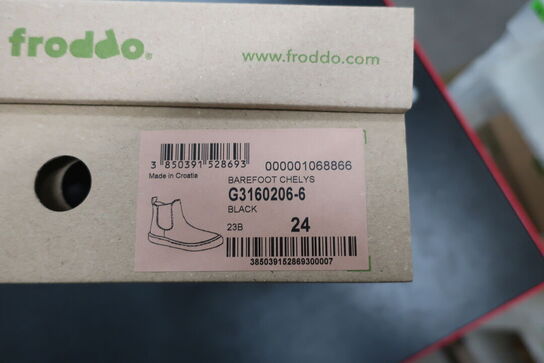 froddo®
www.froddo.com
3 850391 528693
000001068866
Made in Croatia
BAREFOOT CHELYS
G3160206-6
BLACK
23B
24
385039152869300007